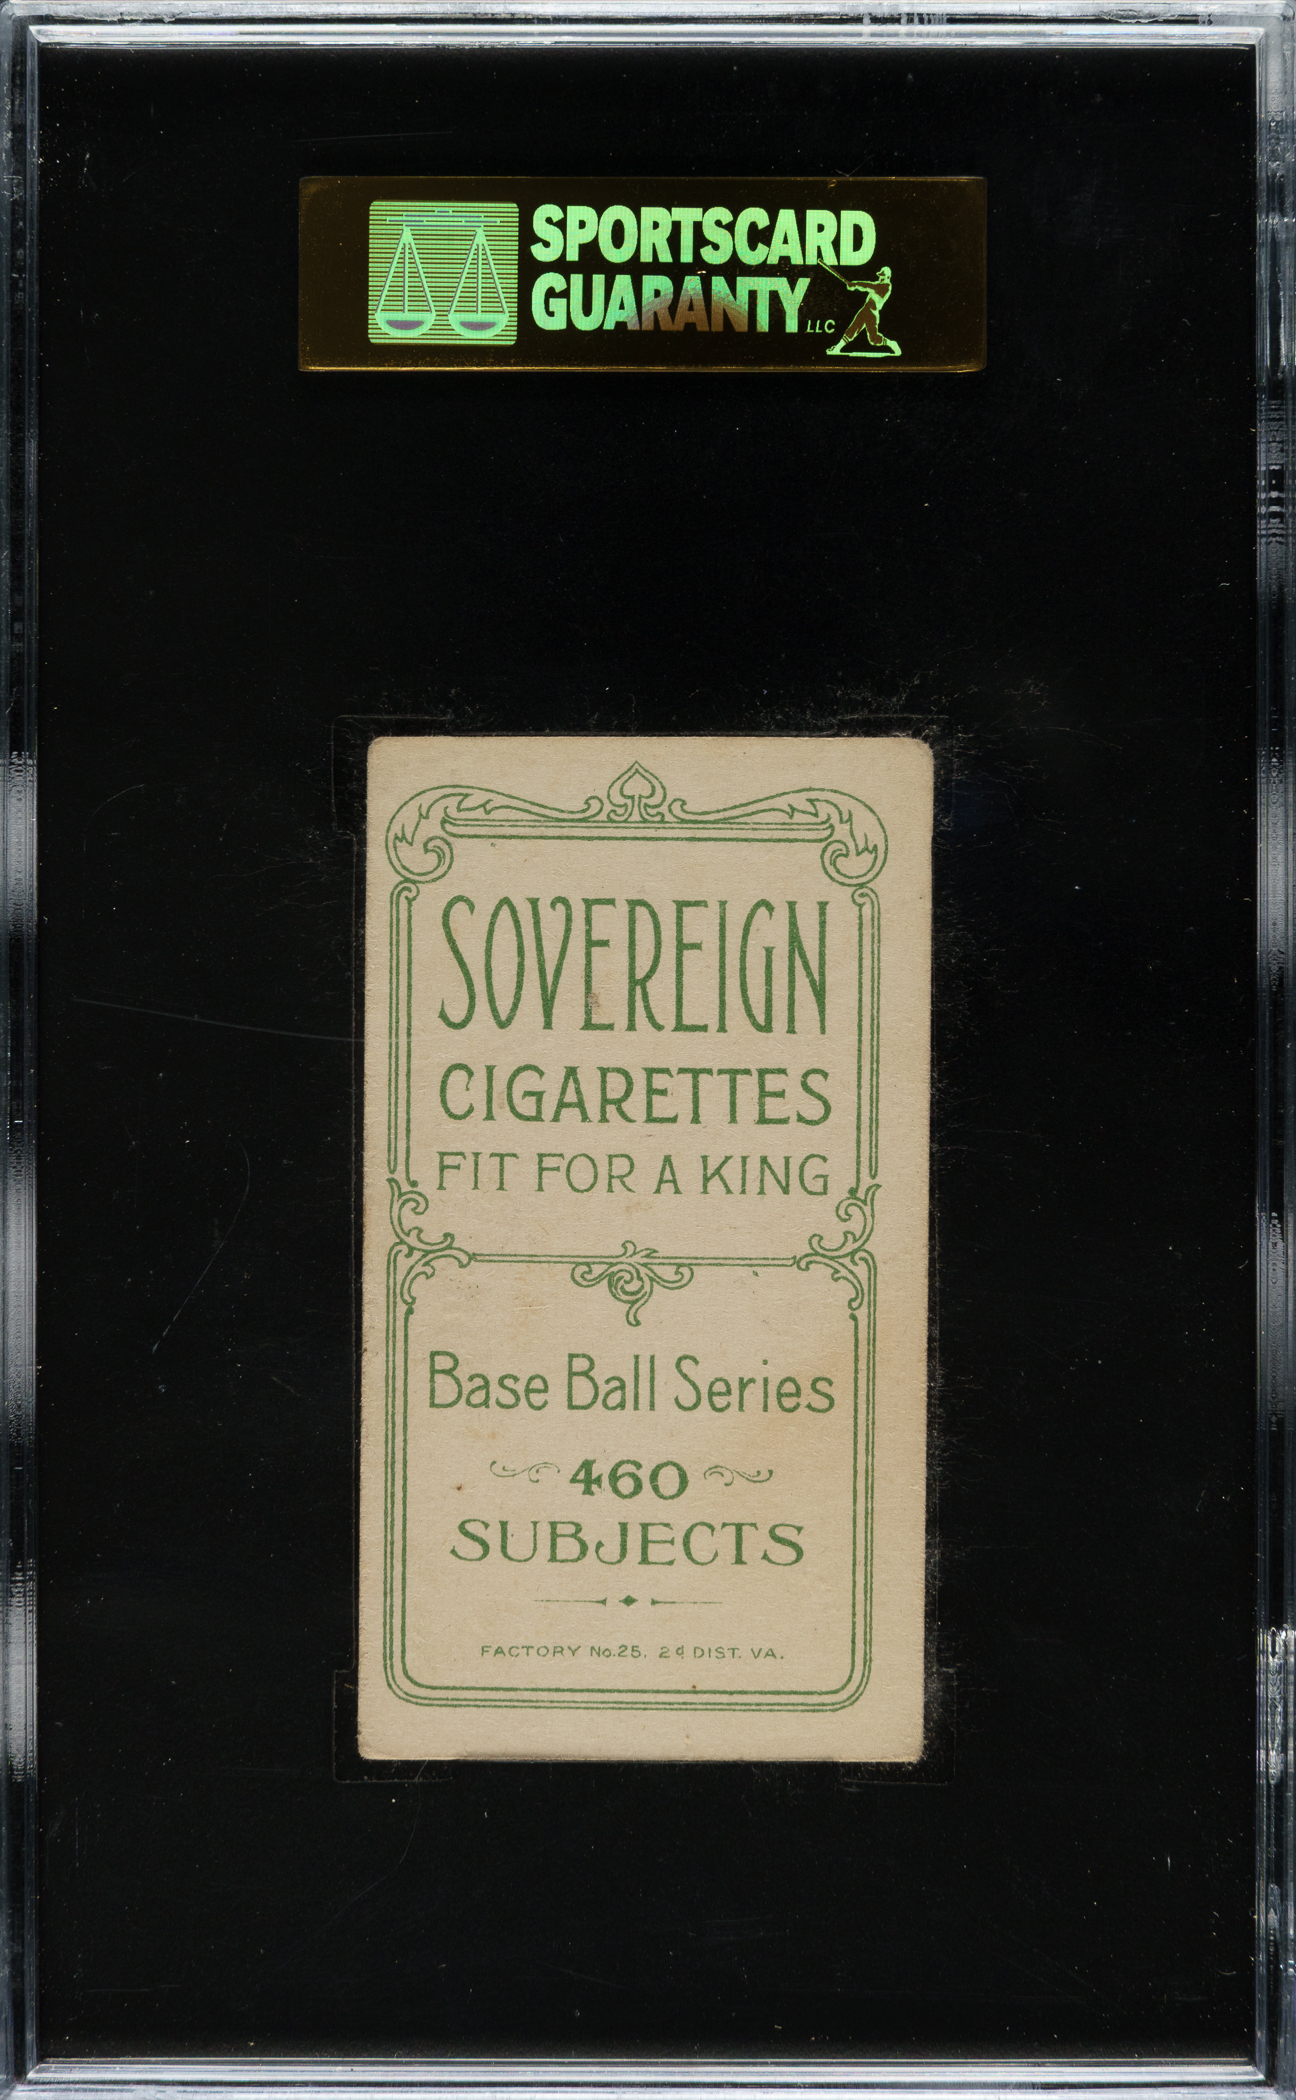 SPORTSCARD
GUARANTY LLC
SOVEREIGN
CIGARETTES
FIT FOR A KING
Base Ball Series
460
SUBJECTS
FACTORY No. 25, 2d DIST. VA.